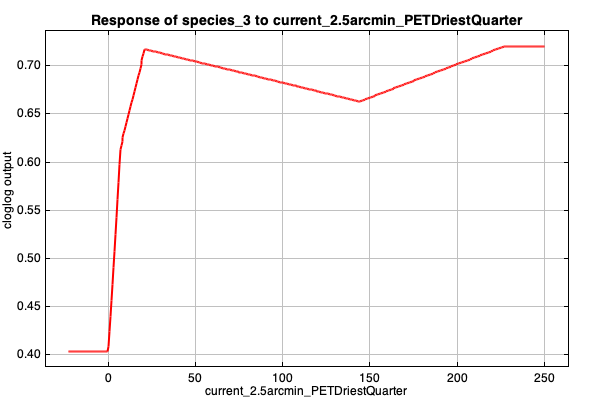 Response of species_3 to current_2.5arcmin_PETDriestQuarter
cloglog output
0.70
0.65
0.60
0.55
0.50
0.45
0.40
0 50 100 150 200 250
current_2.5arcmin_PETDriestQuarter